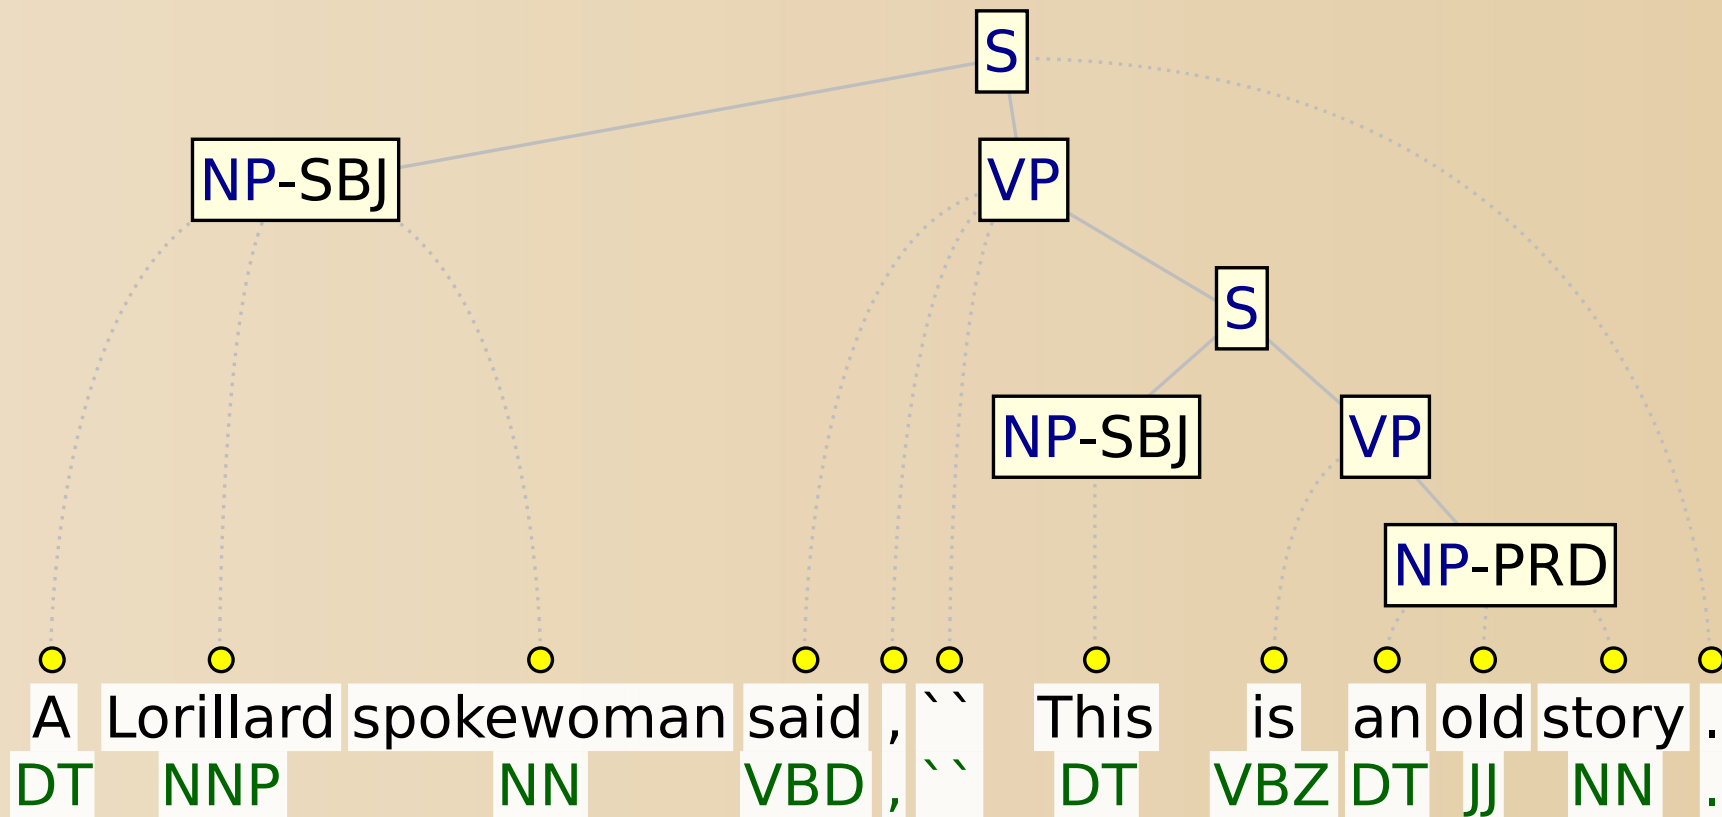 S
NP-SBJ VP
S
NP-SBJ VP
NP-PRD
A Lorillard spokewoman said , `` This is an old story .
DT NNP NN VBD , `` DT VBZ DT JJ NN .